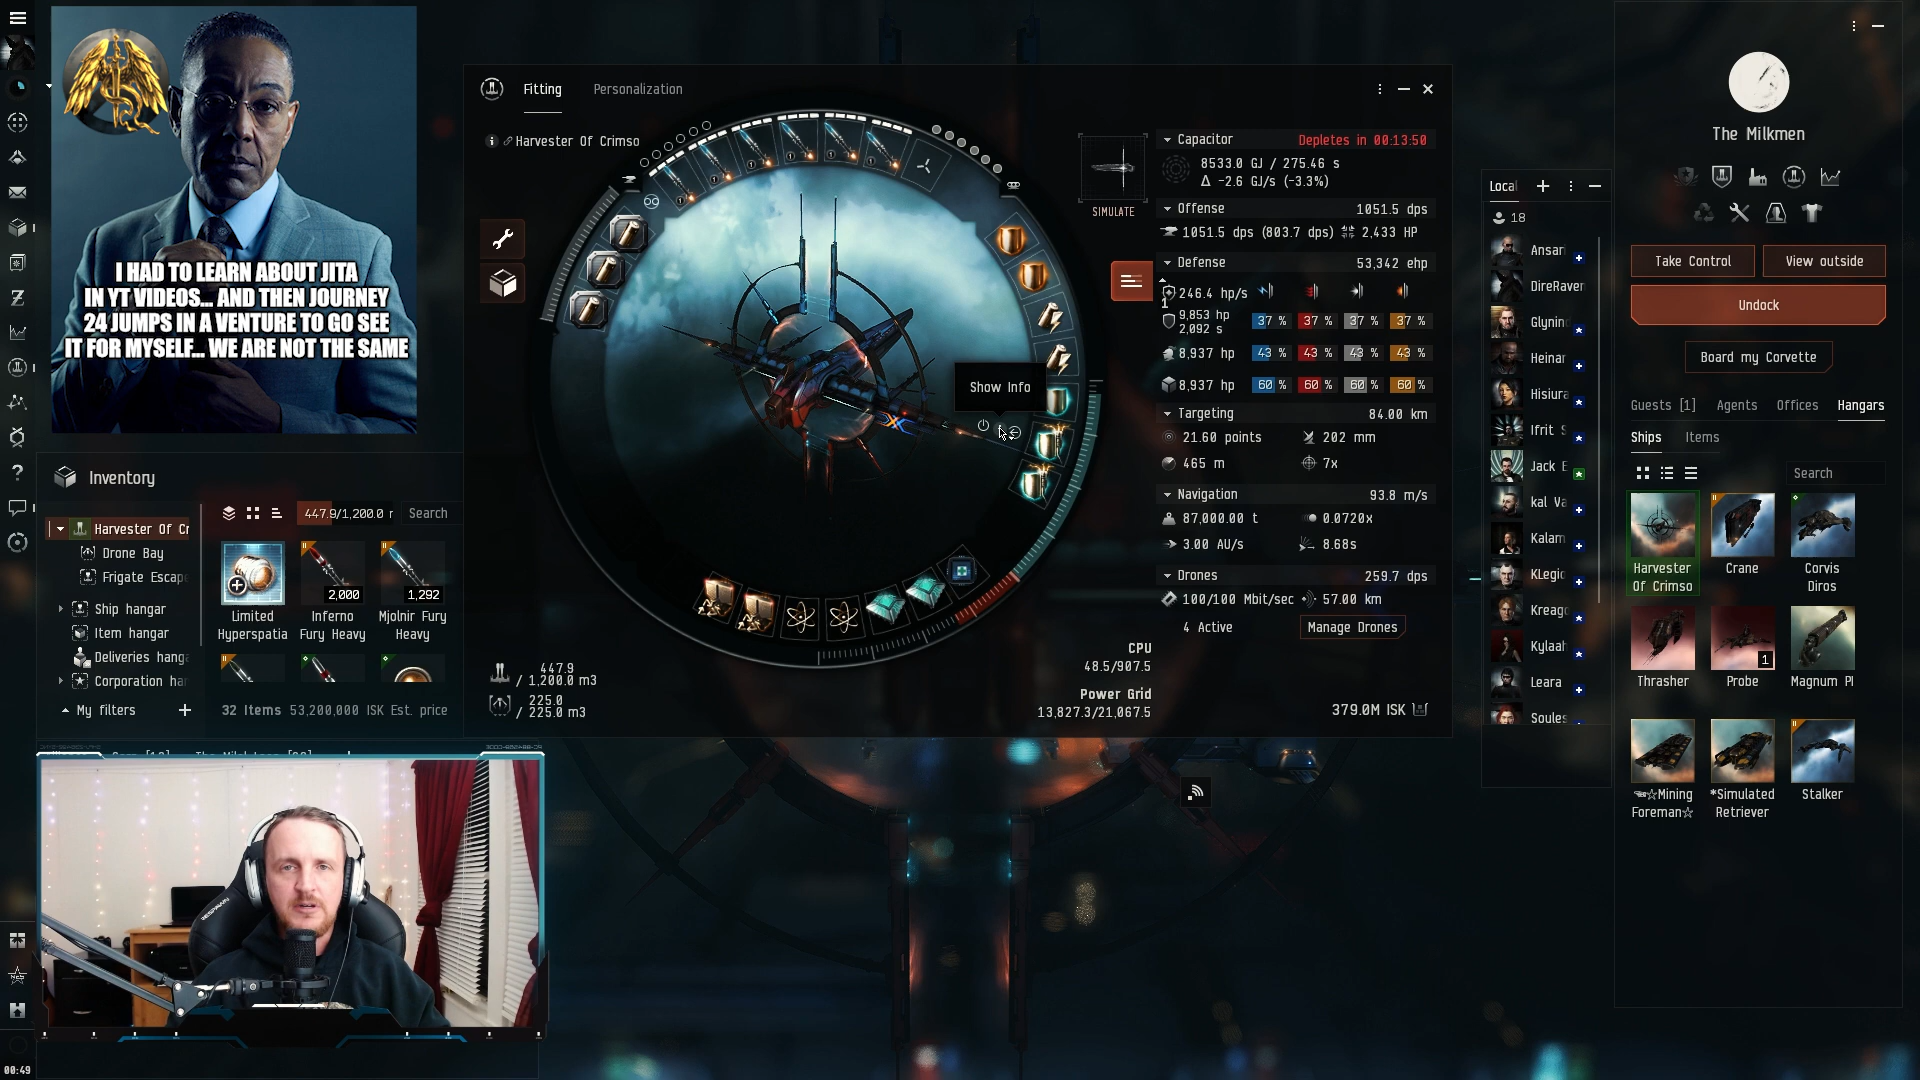 I HAD TO LEARN ABOUT JITA
IN YT VIDEOS... AND THEN JOURNEY
24 JUMPS IN A VENTURE TO GO SEE
IT FOR MYSELF... WE ARE NOT THE SAME
Fitting
Personalization
Harvester Of Crimso
SIMULATE
Capacitor
Depletes in 00:13:50
8533.0 GJ / 275.46 s
Δ -2.6 GJ/s (-3.3%)
Offense
1051.5 dps
1051.5 dps (803.7 dps)
2,433 HP
Defense
53,342 ehp
246.4 hp/s
1
9,853 hp
2,092 s
37 %
37 %
37 %
37 %
8,937 hp
43 %
43 %
43 %
43 %
8,937 hp
60 %
60 %
60 %
60 %
Targeting
84.00 km
21.60 points
202 mm
465 m
7x
Navigation
93.8 m/s
87,000.00 t
0.0720x
3.00 AU/s
8.68s
Drones
259.7 dps
100/100 Mbit/sec
57.00 km
4 Active
Manage Drones
Show Info
CPU
48.5/907.5
Power Grid
13,827.3/21,067.5
379.0M ISK
447.9
/ 1,200.0 m3
225.0
/ 225.0 m3
Inventory
Harvester Of Cr
Drone Bay
Frigate Escape
Ship hangar
Item hangar
Deliveries hanga
Corporation han
My filters
447.9/1,200.0 r
Search
2,000
1,292
Limited
Hyperspatia
Inferno
Fury Heavy
Mjolnir Fury
Heavy
32 Items
53,200,000 ISK Est. price
RESPAWN
00:49
Local
18
Ansari
DireRaven
Glynin
Heinar
Hisiura
Ifrit S
Jack E
kal Va
Kalam
KLegio
Kreago
Kylaah
Leara
Soules
The Milkmen
Take Control
View outside
Undock
Board my Corvette
Guests [1]
Agents
Offices
Hangars
Ships
Items
Search
Harvester
Of Crimso
Crane
Corvis
Diros
Thrasher
1
Probe
Magnum PI
Mining
Foreman☆
*Simulated
Retriever
Stalker